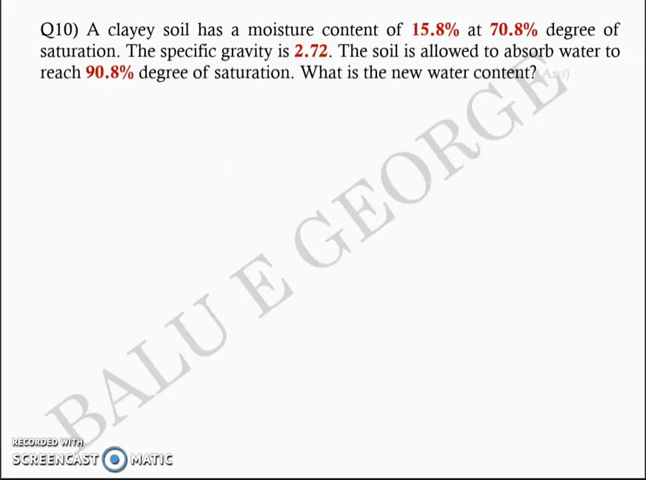 Q10) A clayey soil has a moisture content of 15.8% at 70.8% degree of
saturation. The specific gravity is 2.72. The soil is allowed to absorb water to
reach 90.8% degree of saturation. What is the new water content?
BALU E GEORGE
RECORDED WITH
SCREENCAST MATIC